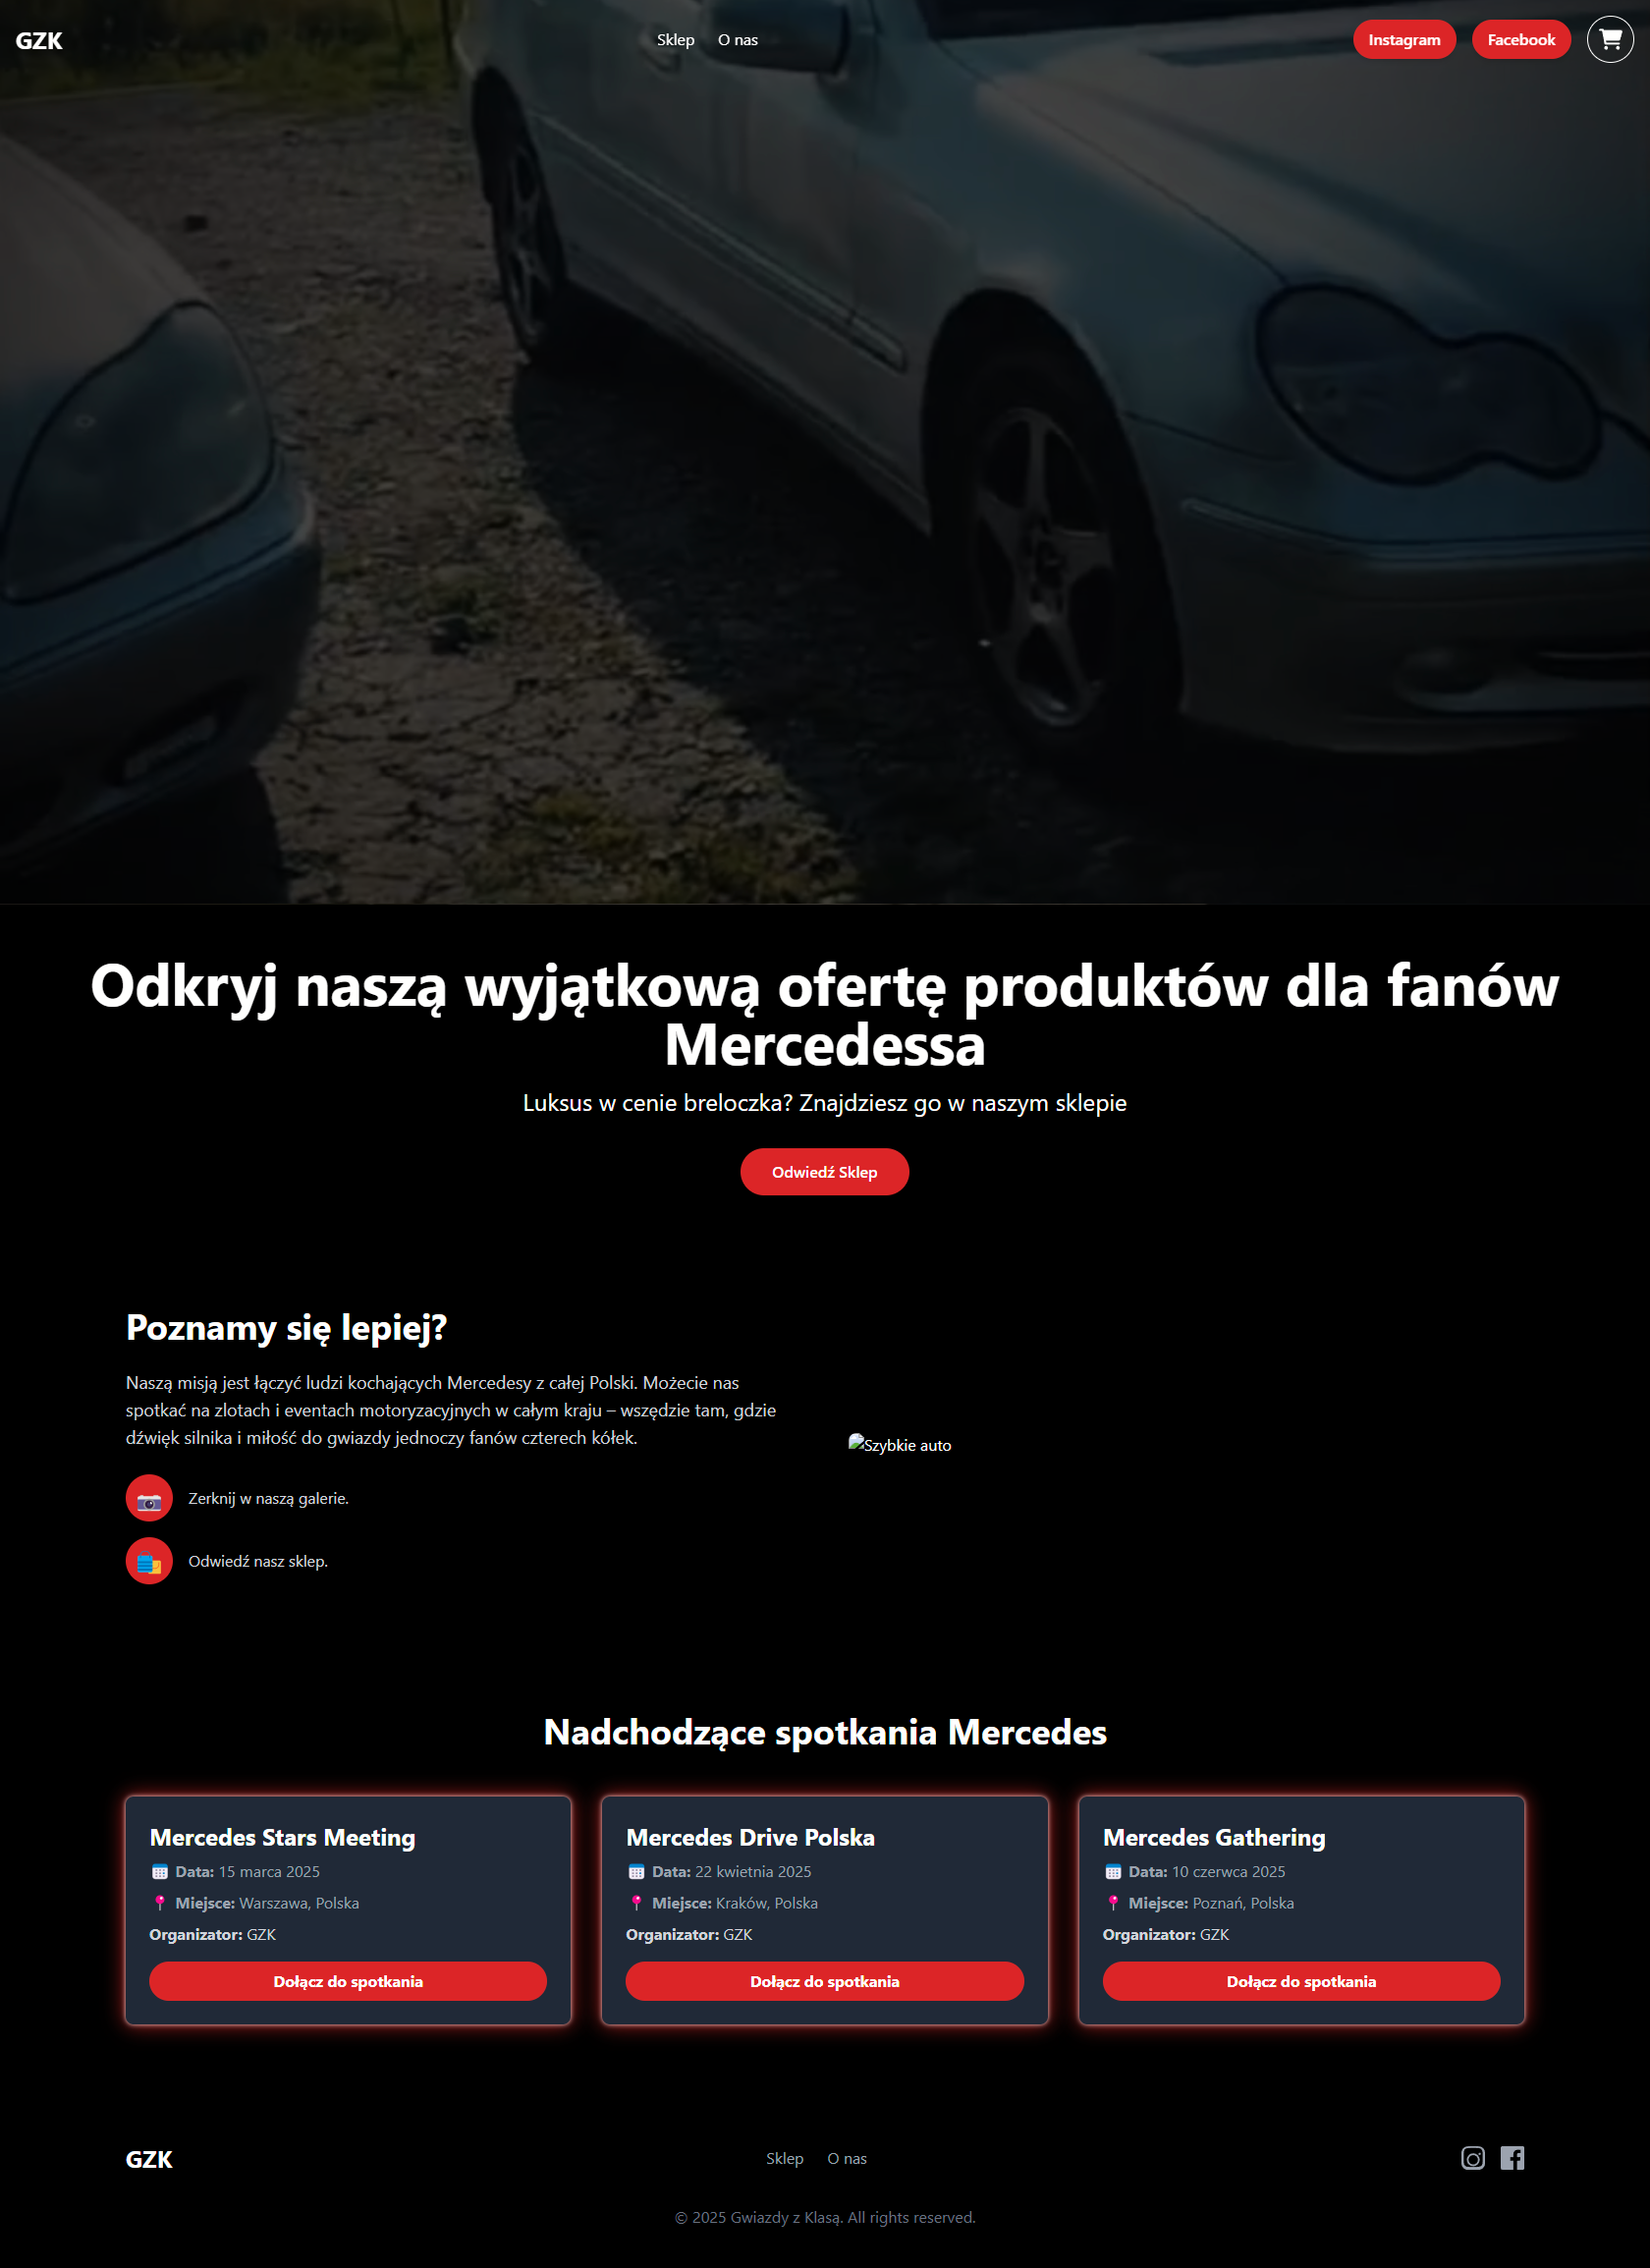 GZK
Sklep
O nas
Instagram
Facebook
Odkryj naszą wyjątkową ofertę produktów dla fanów
Mercedessa
Luksus w cenie breloczka? Znajdziesz go w naszym sklepie
Odwiedź Sklep
Poznamy się lepiej?
Naszą misją jest łączyć ludzi kochających Mercedesy z całej Polski. Możecie nas
spotkać na zlotach i eventach motoryzacyjnych w całym kraju – wszędzie tam, gdzie
dźwięk silnika i miłość do gwiazdy jednoczy fanów czterech kółek.
Zerknij w naszą galerie.
Odwiedź nasz sklep.
Szybkie auto
Nadchodzące spotkania Mercedes
Mercedes Stars Meeting
Data: 15 marca 2025
Miejsce: Warszawa, Polska
Organizator: GZK
Dołącz do spotkania
Mercedes Drive Polska
Data: 22 kwietnia 2025
Miejsce: Kraków, Polska
Organizator: GZK
Dołącz do spotkania
Mercedes Gathering
Data: 10 czerwca 2025
Miejsce: Poznań, Polska
Organizator: GZK
Dołącz do spotkania
GZK
Sklep
O nas
© 2025 Gwiazdy z Klasą. All rights reserved.